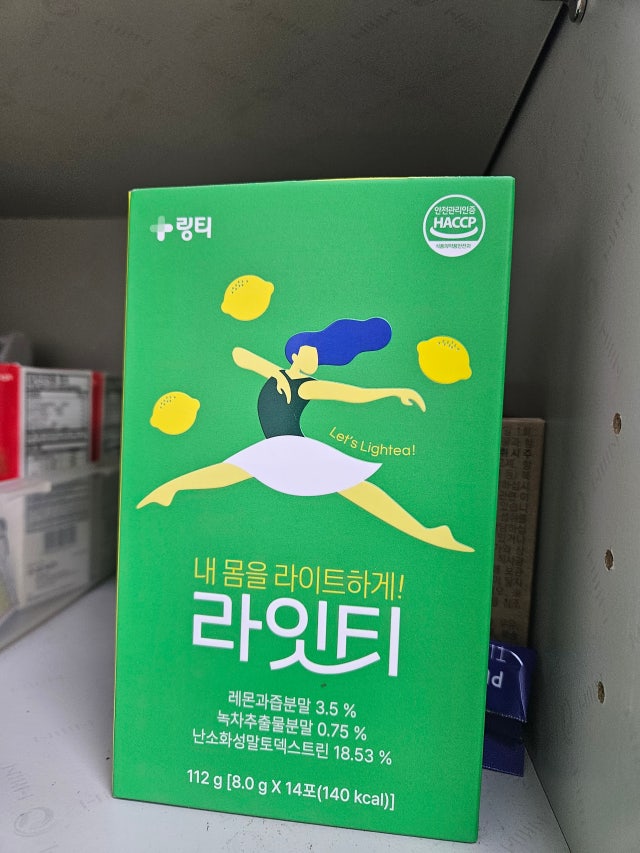 링티
안전관리인증
HACCP
식품의약품안전처
Let's Lightea!
내 몸을 라이트하게!
라잇티
레몬과즙분말 3.5 %
녹차추출물분말 0.75 %
난소화성말토덱스트린 18.53 %
112 g [8.0 g X 14포(140 kcal)]